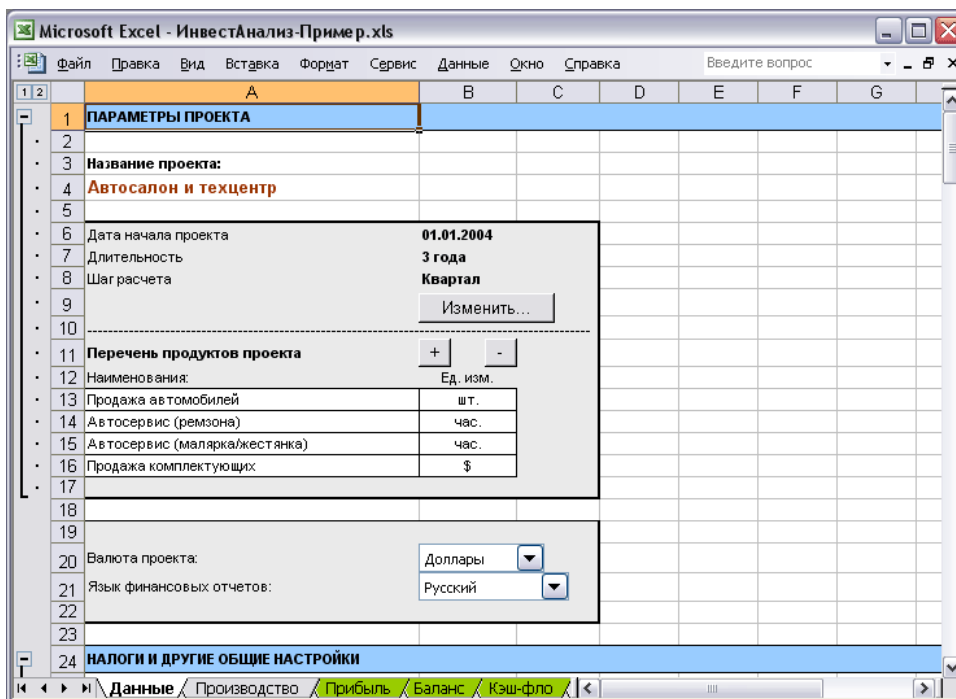 Microsoft Excel - ИнвестАнализ-Пример.xls
Файл Правка Вид Вставка Формат Сервис Данные Окно Справка Введите вопрос
1 2 A B C D E F G
1 ПАРАМЕТРЫ ПРОЕКТА
2
3 Название проекта:
4 Автосалон и техцентр
5
6 Дата начала проекта 01.01.2004
7 Длительность 3 года
8 Шаг расчета Квартал
9 Изменить...
10
11 Перечень продуктов проекта + -
12 Наименования: Ед. изм.
13 Продажа автомобилей шт.
14 Автосервис (ремзона) час.
15 Автосервис (малярка/жестянка) час.
16 Продажа комплектующих $
17
18
19
20 Валюта проекта: Доллары
21 Язык финансовых отчетов: Русский
22
23
24 НАЛОГИ И ДРУГИЕ ОБЩИЕ НАСТРОЙКИ
Данные Производство Прибыль Баланс Кэш-фло